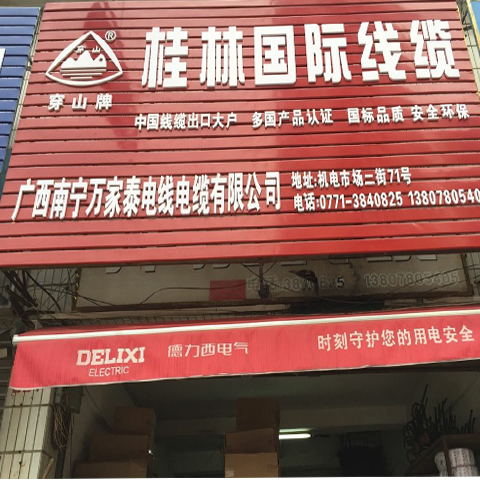 穿山 ®
穿山牌
桂林国际线缆
中国线缆出口大户 多国产品认证 国标品质 安全环保
广西南宁万家泰电线电缆有限公司
地址:机电市场二街71号
电话:0771-3840825 1380780540
5 13807805465
DELIXI
ELECTRIC
德力西电气
时刻守护您的用电安全